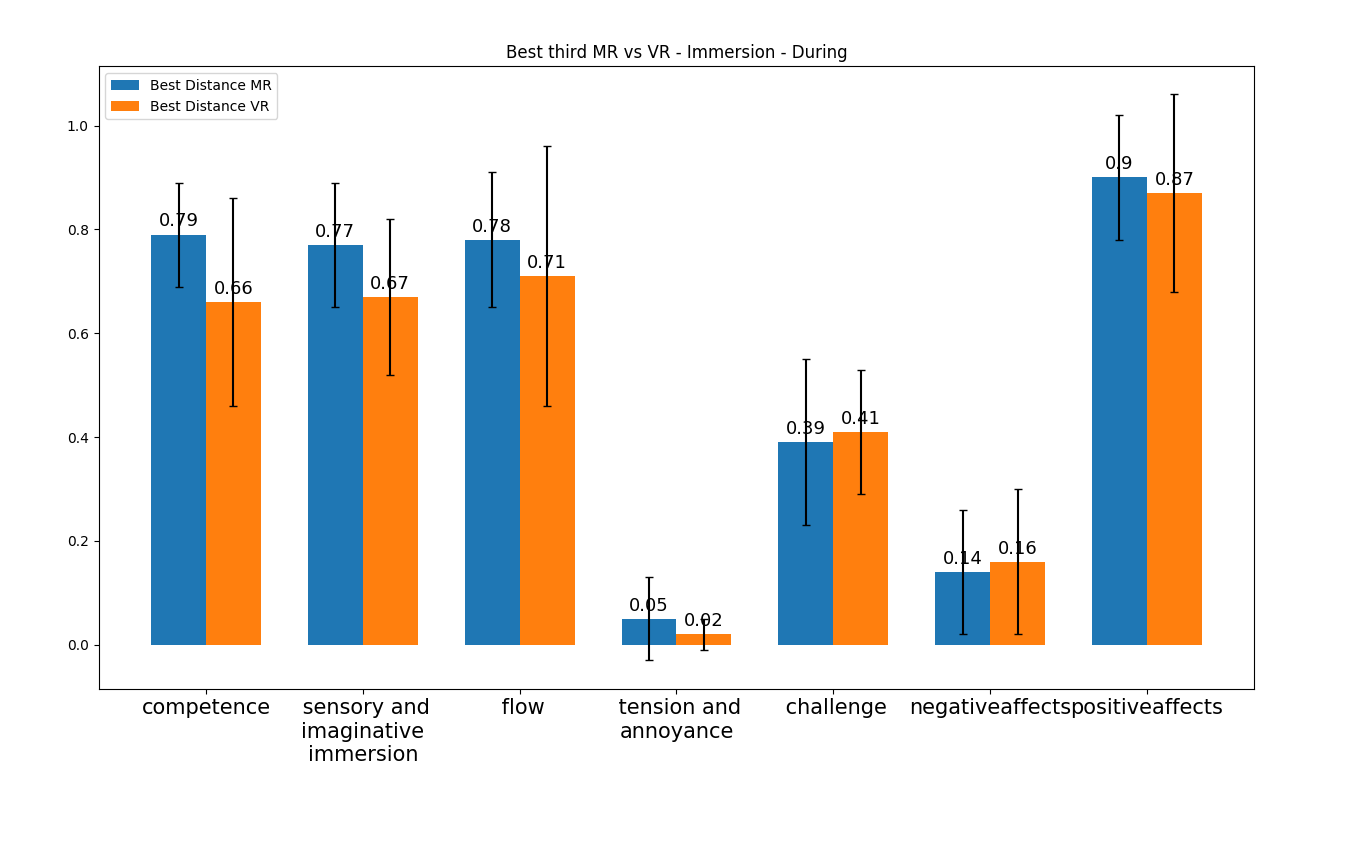 Best third MR vs VR - Immersion - During
Best Distance MR
Best Distance VR
1.0
0.8
0.6
0.4
0.2
0.0
0.79
0.66
0.77
0.67
0.78
0.71
0.05
0.02
0.39
0.41
0.14
0.16
0.9
0.87
competence
sensory and
imaginative
immersion
flow
tension and
annoyance
challenge
negativeaffects
positiveaffects